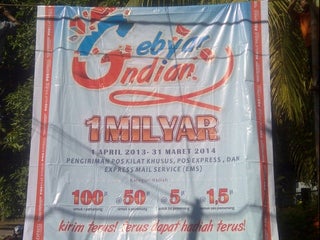 Gebyar
Undian
1 MILYAR
1 APRIL 2013- 31 MARET 2014
PENGIRIMAN POS KILAT KHUSUS, POS EXPRESS, DAN
EXPRESS MAIL SERVICE (EMS)
100 @ 50 @ 5 @ 1,5
kirim terus! terus dapat hadiah terus!